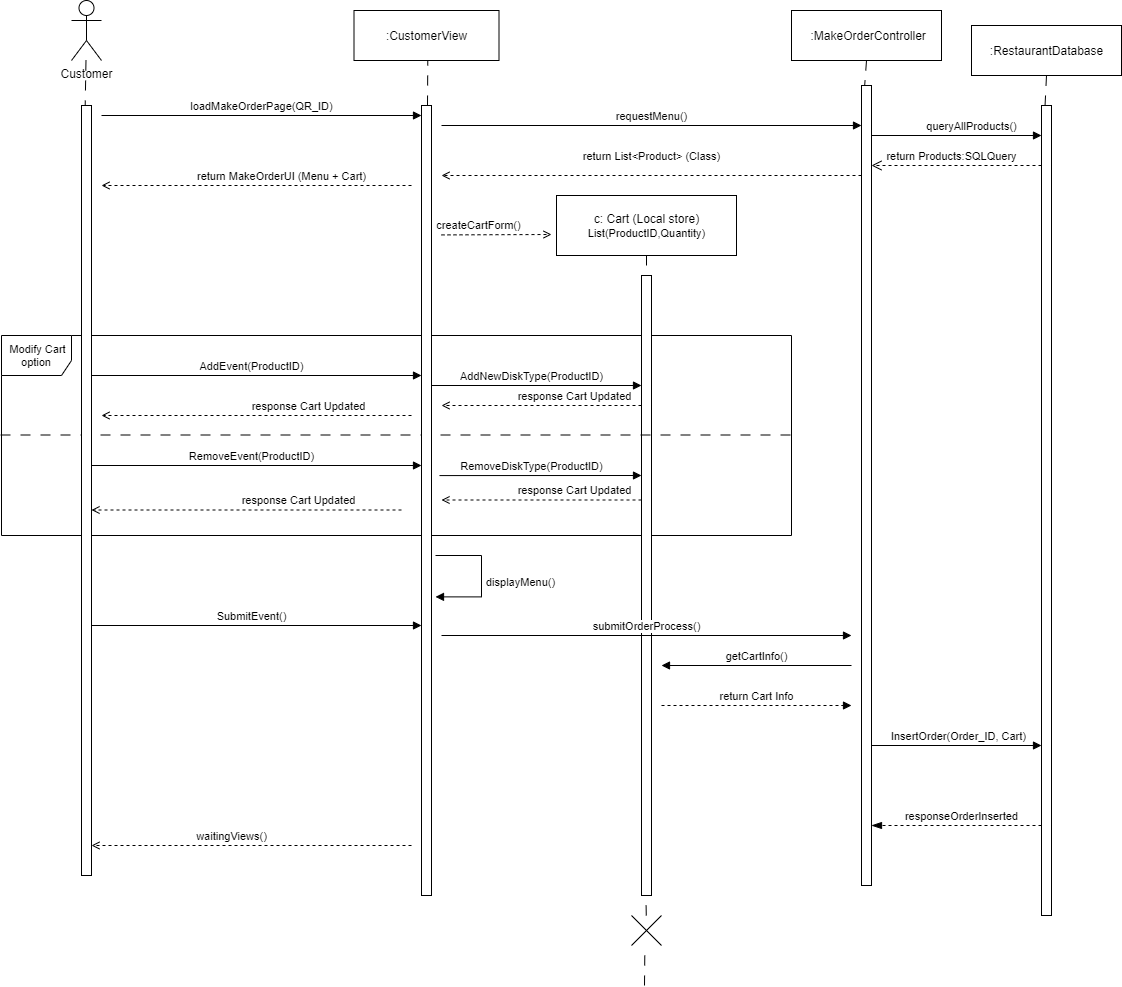 :CustomerView
:MakeOrderController
:RestaurantDatabase
Customer
loadMakeOrderPage(QR_ID)
requestMenu()
queryAllProducts()
return List<Product> (Class)
return Products:SQLQuery
return MakeOrderUI (Menu + Cart)
createCartForm()
c: Cart (Local store)
List(ProductID,Quantity)
Modify Cart
option
AddEvent(ProductID)
AddNewDiskType(ProductID)
response Cart Updated
response Cart Updated
RemoveEvent(ProductID)
RemoveDiskType(ProductID)
response Cart Updated
response Cart Updated
displayMenu()
SubmitEvent()
submitOrderProcess()
getCartInfo()
return Cart Info
InsertOrder(Order_ID, Cart)
responseOrderInserted
waitingViews()